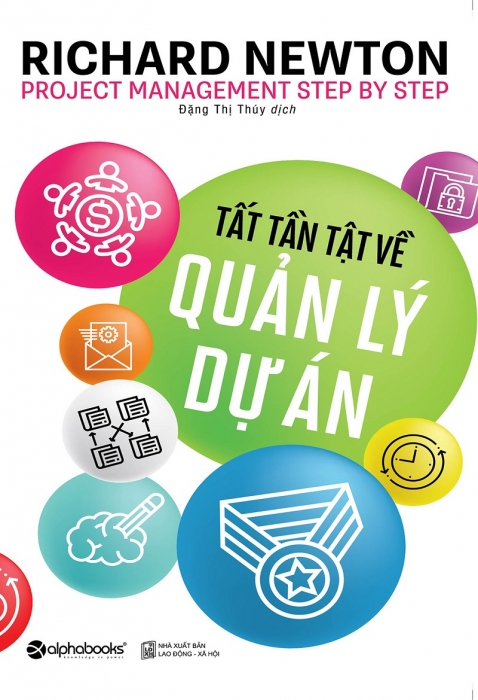 RICHARD NEWTON
PROJECT MANAGEMENT STEP BY STEP
Đặng Thị Thúy dịch
TẤT TẦN TẬT VỀ
QUẢN LÝ
DỰ ÁN
$
alphabooks
knowledge is power
NHÀ XUẤT BẢN
LAO ĐỘNG - XÃ HỘI